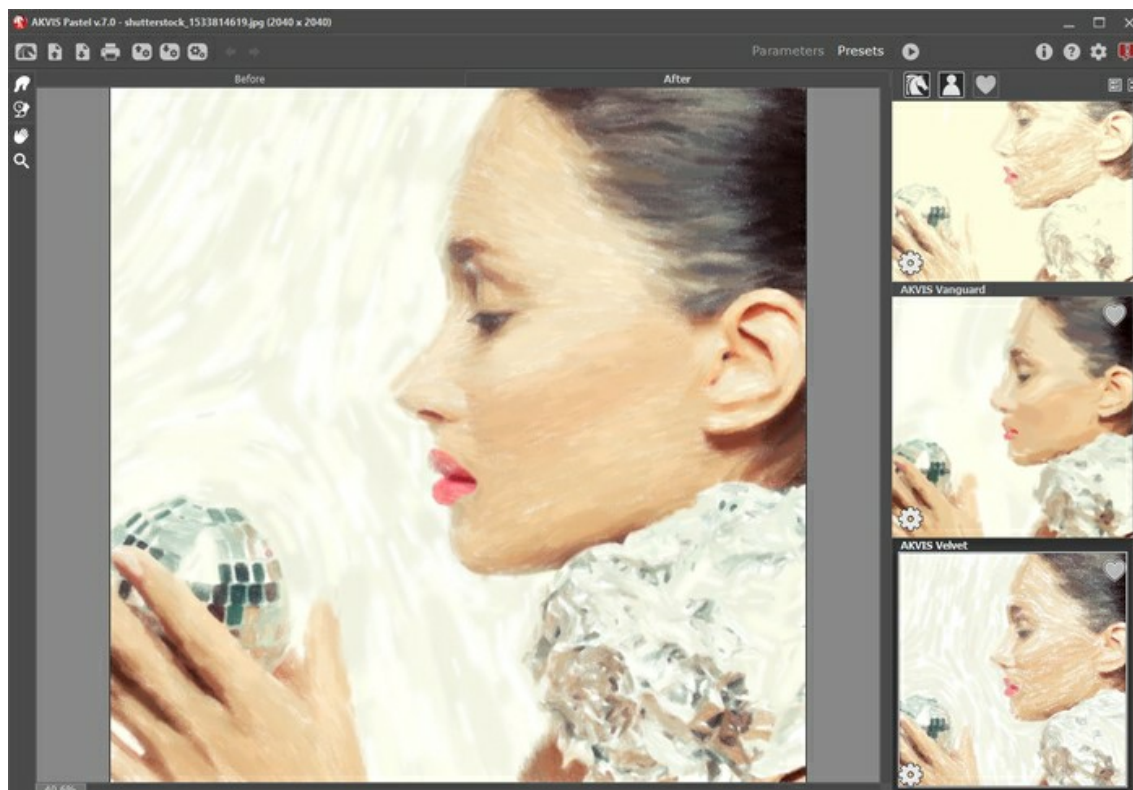 AKVIS Pastel v.7.0 - shutterstock_1533814619.jpg (2040 x 2040)
Parameters Presets
Before After
AKVIS Vanguard
AKVIS Velvet